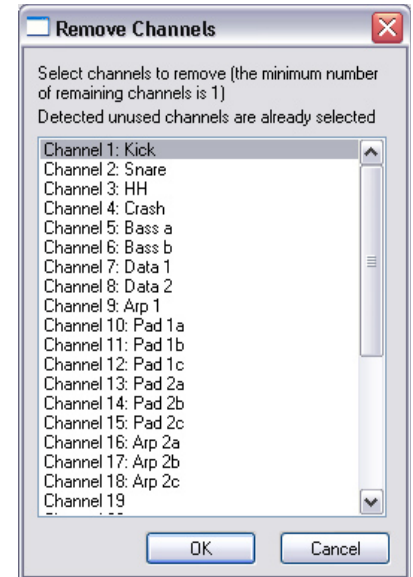 Remove Channels
Select channels to remove (the minimum number
of remaining channels is 1)
Detected unused channels are already selected
Channel 1: Kick
Channel 2: Snare
Channel 3: HH
Channel 4: Crash
Channel 5: Bass a
Channel 6: Bass b
Channel 7: Data 1
Channel 8: Data 2
Channel 9: Arp 1
Channel 10: Pad 1a
Channel 11: Pad 1b
Channel 12: Pad 1c
Channel 13: Pad 2a
Channel 14: Pad 2b
Channel 15: Pad 2c
Channel 16: Arp 2a
Channel 17: Arp 2b
Channel 18: Arp 2c
Channel 19
OK Cancel